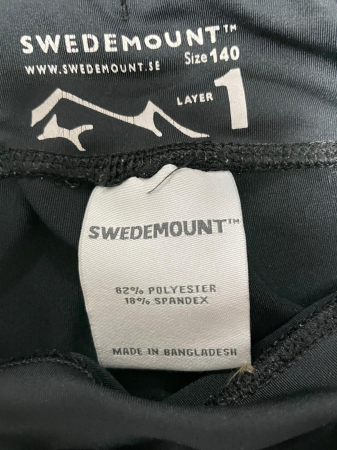 SWEDEMOUNT™
WWW.SWEDEMOUNT.SE Size 140
LAYER 1
SWEDEMOUNT™
82% POLYESTER
18% SPANDEX
MADE IN BANGLADESH